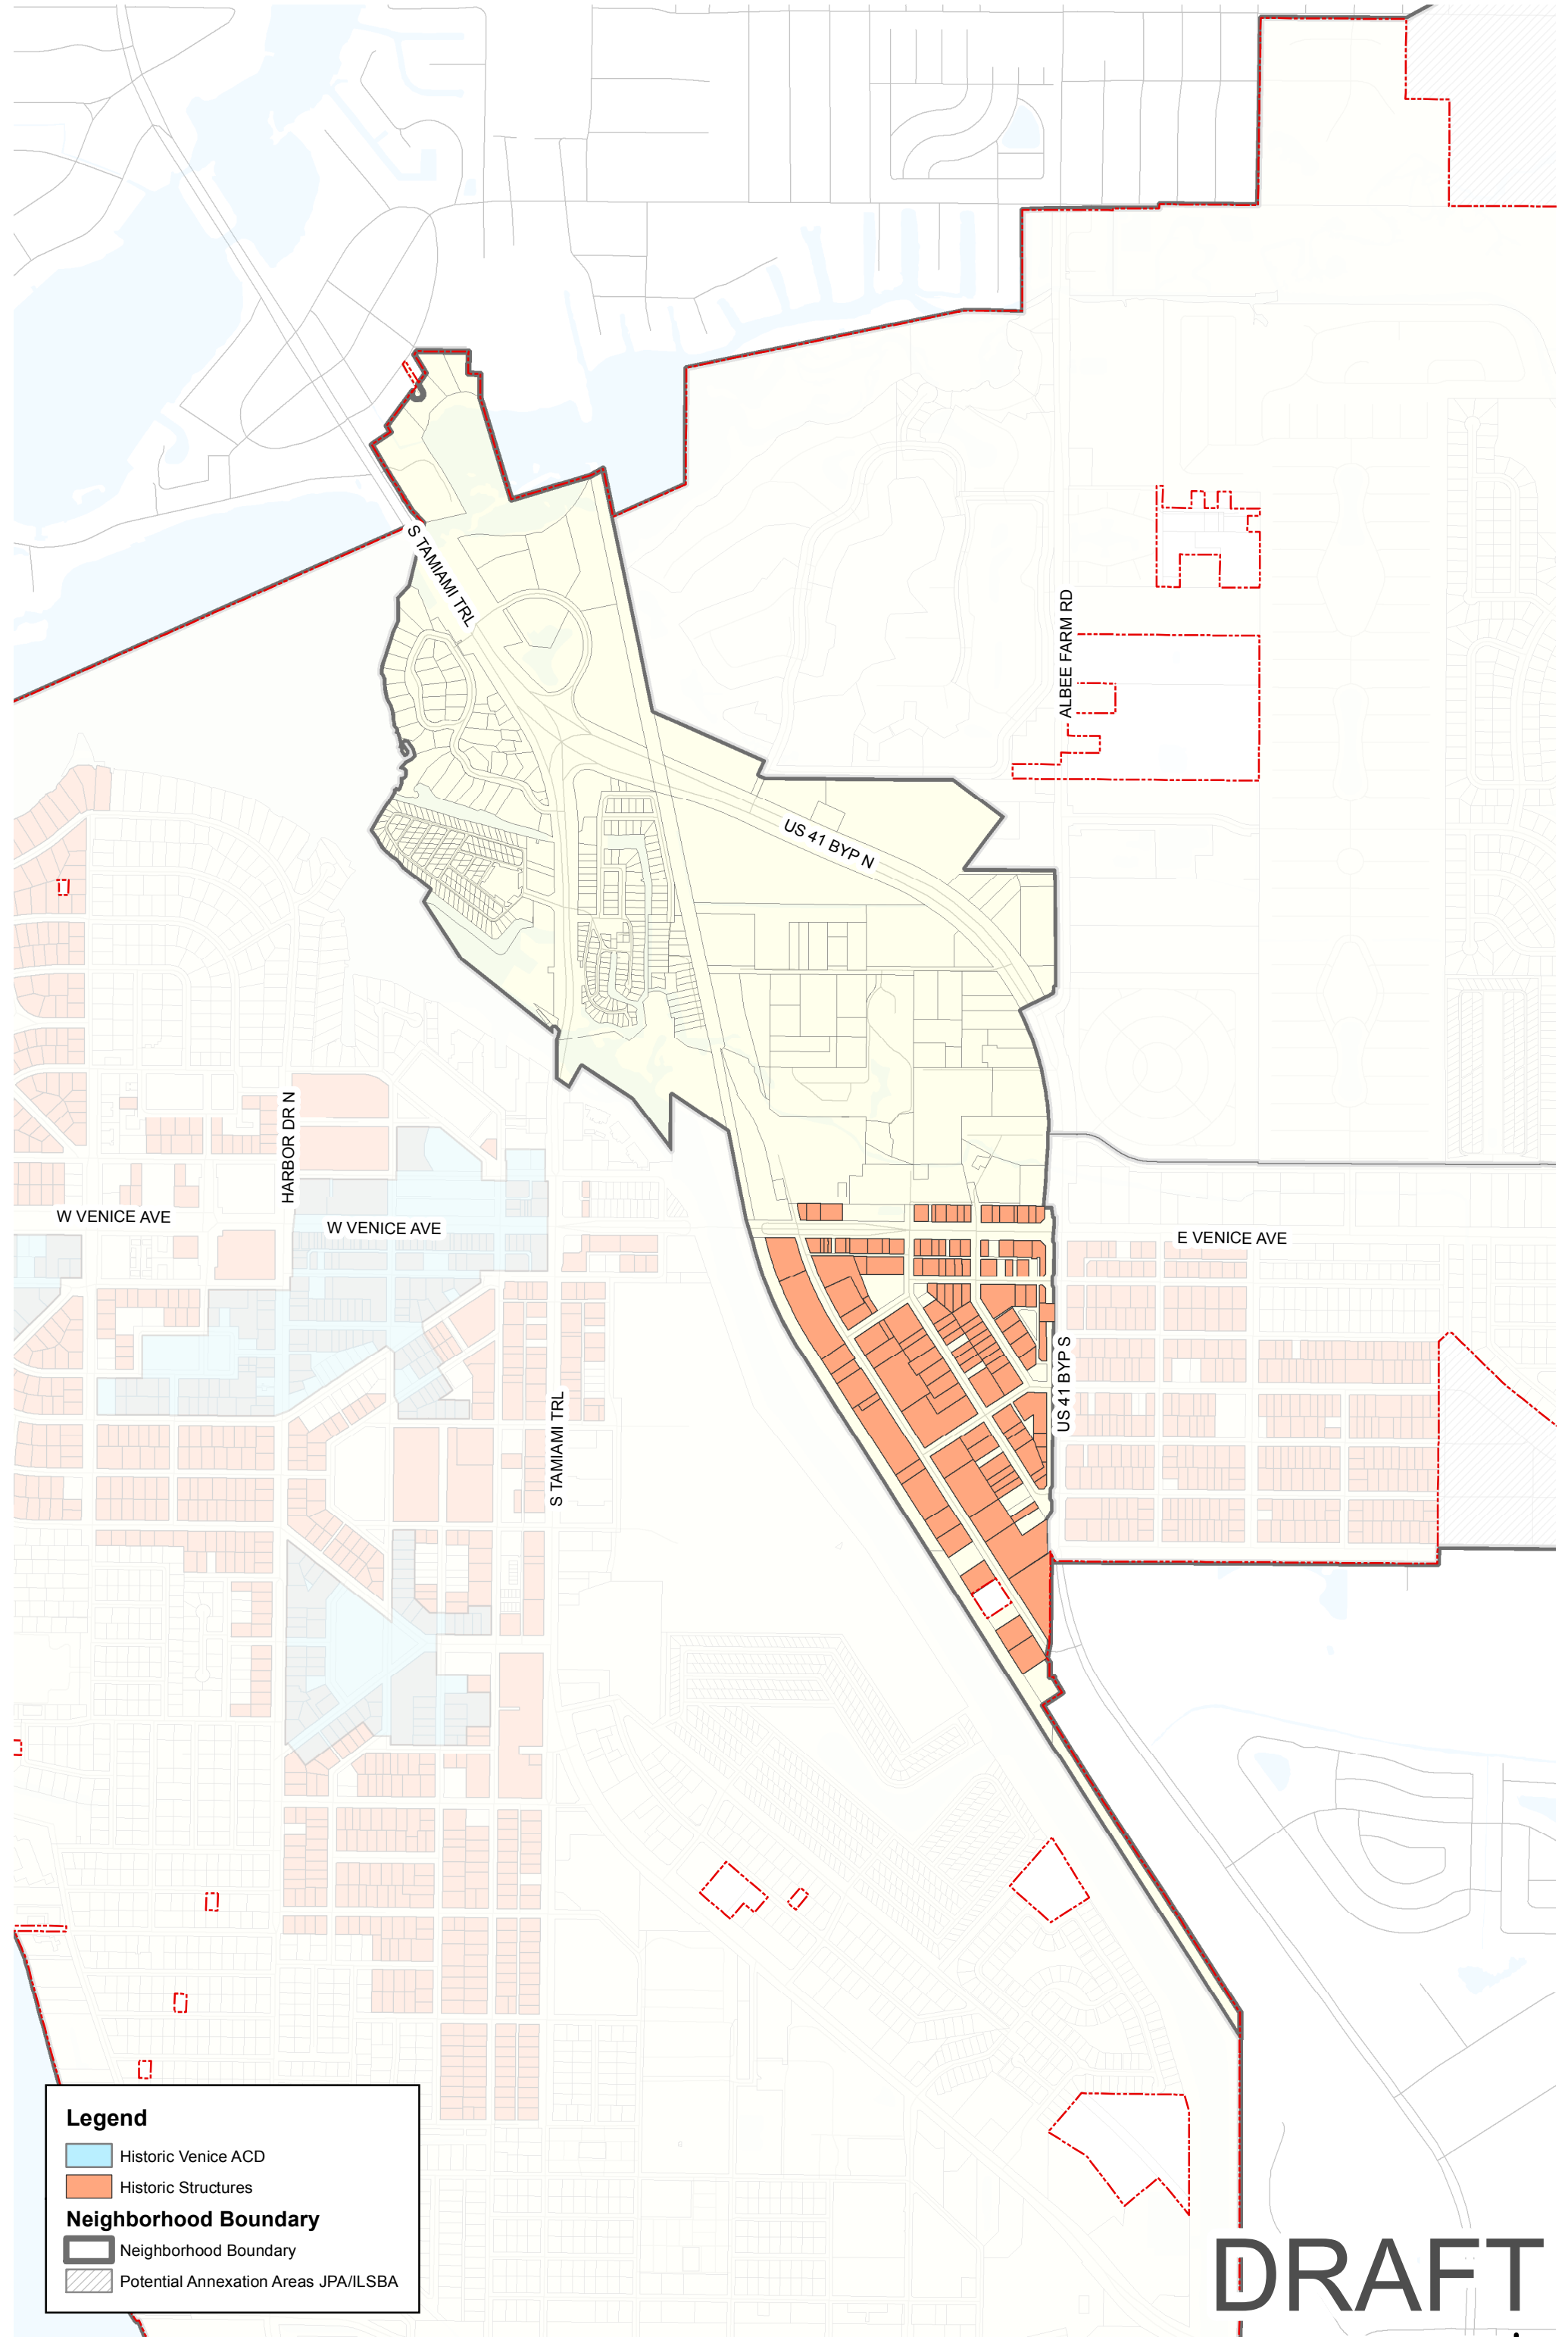 S TAMIAMI TRL
ALBEE FARM RD
US 41 BYP N
HARBOR DR N
W VENICE AVE
W VENICE AVE
E VENICE AVE
US 41 BYP S
S TAMIAMI TRL
Legend
Historic Venice ACD
Historic Structures
Neighborhood Boundary
Neighborhood Boundary
Potential Annexation Areas JPA/ILSBA
DRAFT